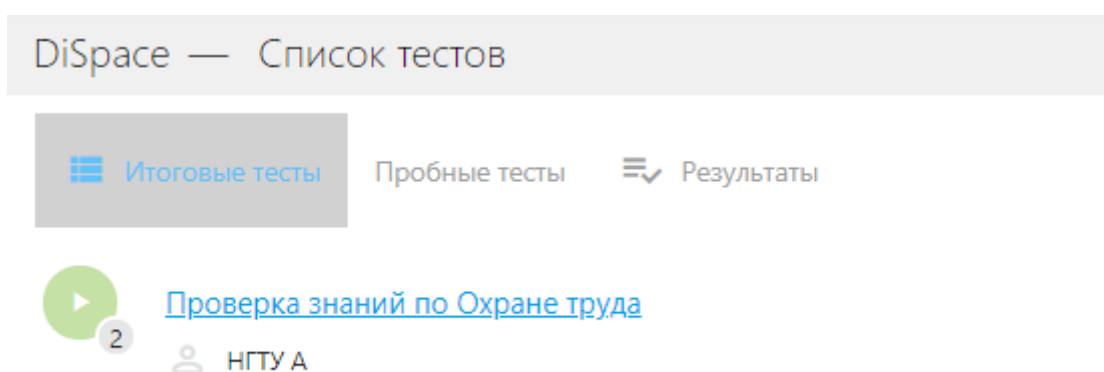 DiSpace — Список тестов
Итоговые тесты Пробные тесты Результаты
Проверка знаний по Охране труда
2
НГТУ А